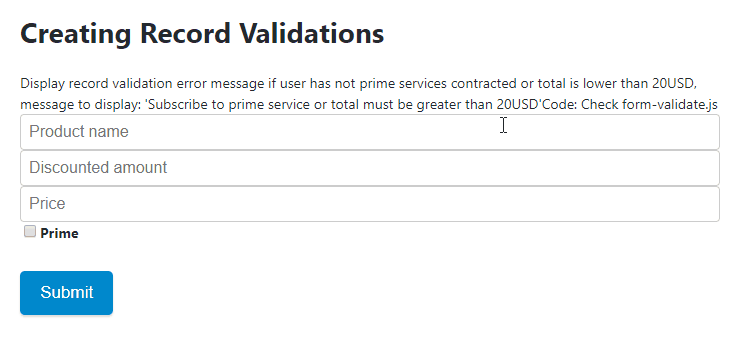 Creating Record Validations
Display record validation error message if user has not prime services contracted or total is lower than 20USD,
message to display: 'Subscribe to prime service or total must be greater than 20USD'Code: Check form-validate.js
Product name
Discounted amount
Price
Prime
Submit